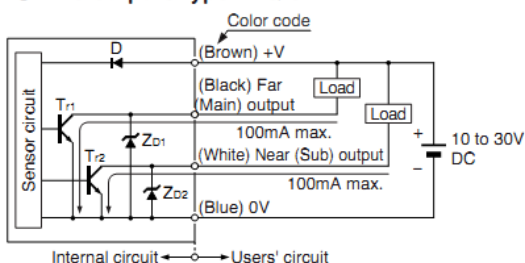 Color code
D
(Brown) +V
(Black) Far
(Main) output
Load
Load
Sensor circuit
Tr1
100mA max.
ZD1
+
10 to 30V
DC
−
(White) Near (Sub) output
Tr2
100mA max.
ZD2
(Blue) 0V
Internal circuit
Users' circuit